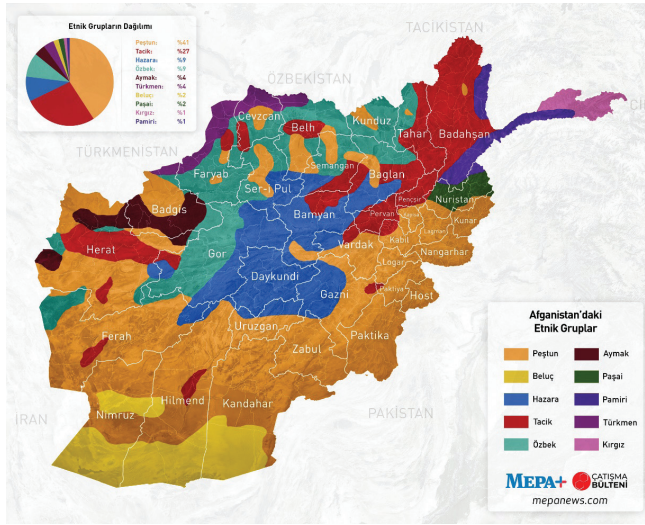 Etnik Grupların Dağılımı
Peştun: %41
Tacik: %27
Hazara: %9
Özbek: %9
Aymak: %4
Türkmen: %4
Beluç: %2
Paşai: %2
Kırgız: %1
Pamiri: %1
TACİKİSTAN
ÖZBEKİSTAN
TÜRKMENİSTAN
İRAN
PAKİSTAN
Çİ
Cevzcan
Belh
Kunduz
Tahar
Badahşan
Faryab
Ser-i Pul
Semangan
Baglan
Badgis
Bamyan
Pençşir
Nuristan
Pervan
Kunar
Herat
Gor
Vardak
Kabil
Lagman
Nangarhar
Logar
Daykundi
Gazni
Paktiya
Host
Uruzgan
Paktika
Ferah
Zabul
Nimruz
Hilmend
Kandahar
Afganistan'daki
Etnik Gruplar
Peştun
Aymak
Beluç
Paşai
Hazara
Pamiri
Tacik
Türkmen
Özbek
Kırgız
MEPA+
ÇATIŞMA
BÜLTENİ
mepanews.com